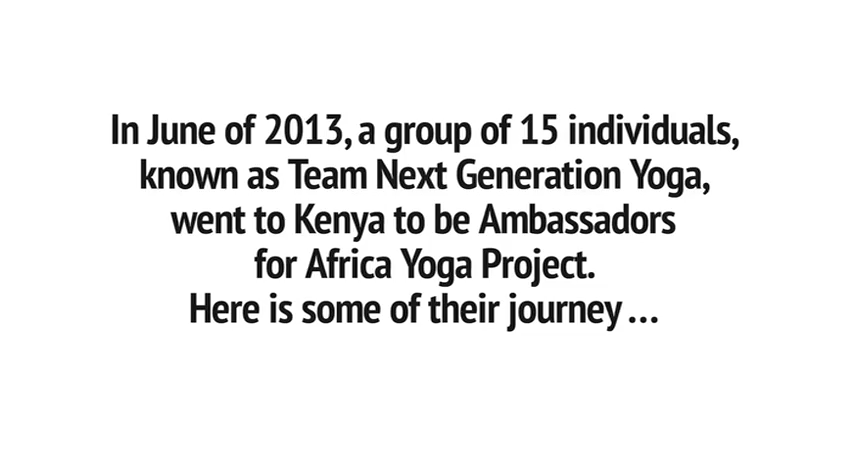 In June of 2013, a group of 15 individuals,
known as Team Next Generation Yoga,
went to Kenya to be Ambassadors
for Africa Yoga Project.
Here is some of their journey...